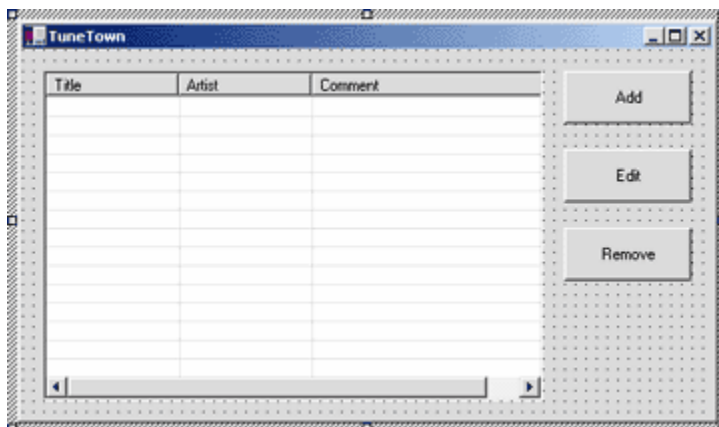 TuneTown
Title Artist Comment
Add
Edit
Remove